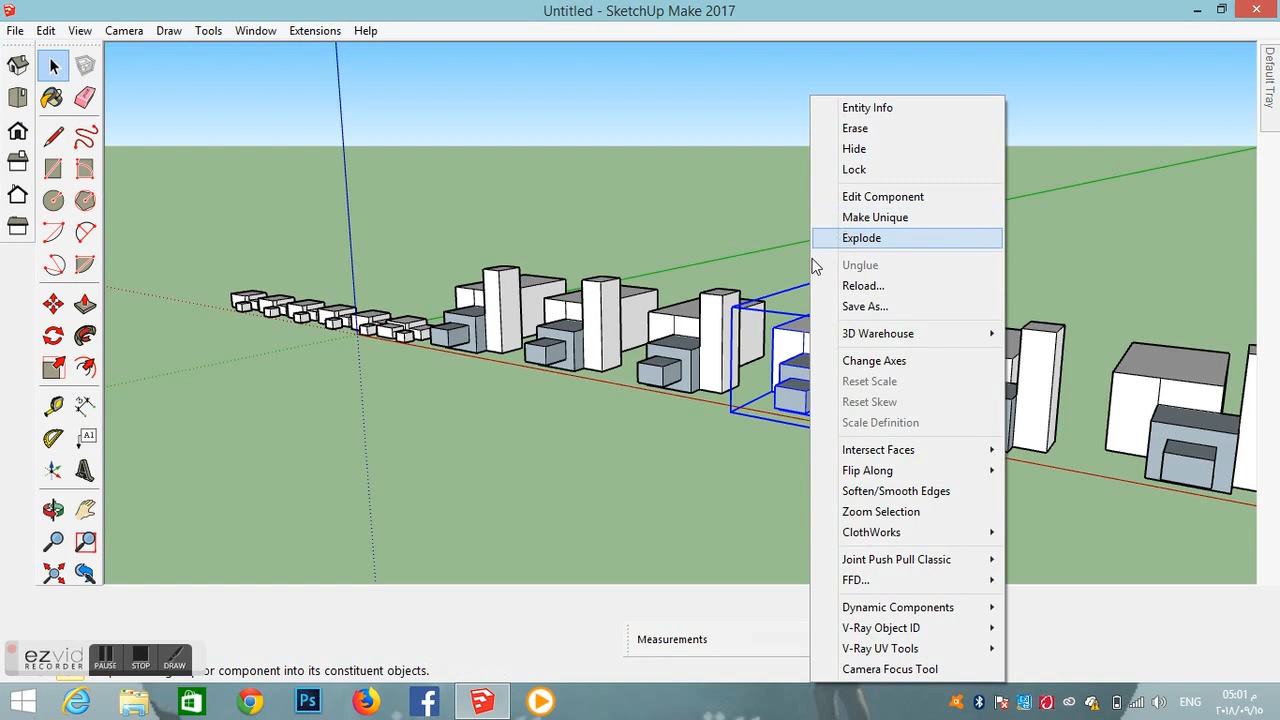 Untitled - SketchUp Make 2017
File Edit View Camera Draw Tools Window Extensions Help
Default Tray
Entity Info
Erase
Hide
Lock
Edit Component
Make Unique
Explode
Unglue
Reload...
Save As...
3D Warehouse
Change Axes
Reset Scale
Reset Skew
Scale Definition
Intersect Faces
Flip Along
Soften/Smooth Edges
Zoom Selection
ClothWorks
Joint Push Pull Classic
FFD...
Dynamic Components
V-Ray Object ID
V-Ray UV Tools
Camera Focus Tool
A1
Measurements
ezvid
RECORDER
PAUSE STOP DRAW
or component into its constituent objects.
Ps
ENG
05:01 م
٢٠١٨/٠٩/١٥